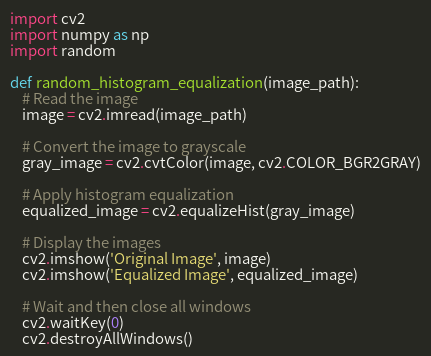 import cv2
import numpy as np
import random

def random_histogram_equalization(image_path):
    # Read the image
    image = cv2.imread(image_path)

    # Convert the image to grayscale
    gray_image = cv2.cvtColor(image, cv2.COLOR_BGR2GRAY)

    # Apply histogram equalization
    equalized_image = cv2.equalizeHist(gray_image)

    # Display the images
    cv2.imshow('Original Image', image)
    cv2.imshow('Equalized Image', equalized_image)

    # Wait and then close all windows
    cv2.waitKey(0)
    cv2.destroyAllWindows()